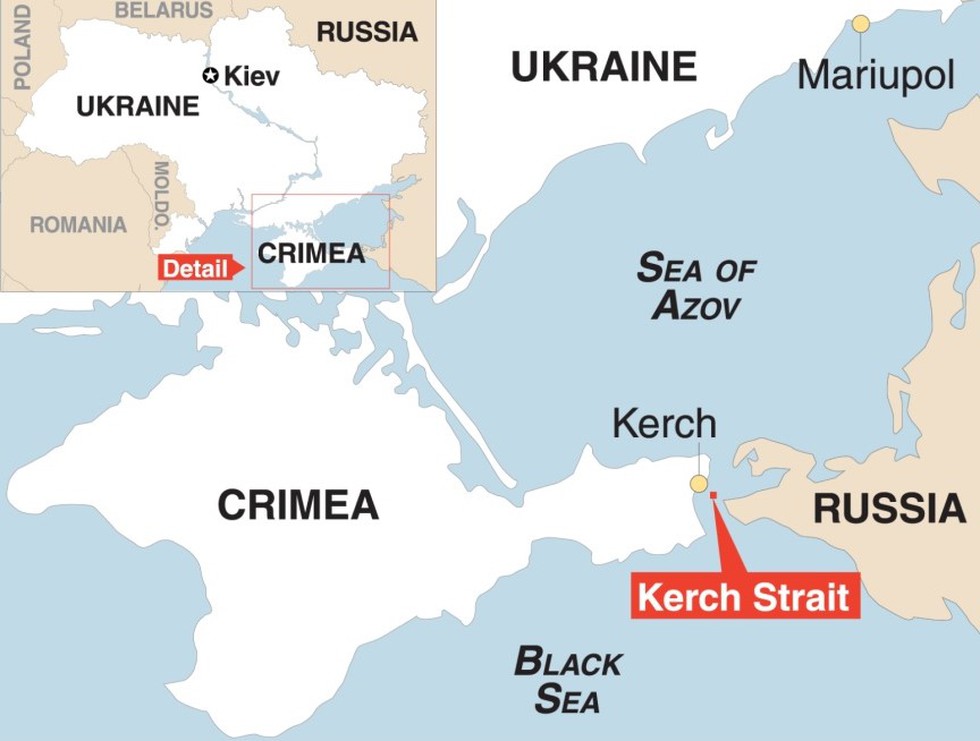 POLAND
BELARUS
RUSSIA
Kiev
UKRAINE
MOLDO.
ROMANIA
CRIMEA
Detail
UKRAINE
Mariupol
SEA OF
AZOV
Kerch
CRIMEA
RUSSIA
Kerch Strait
BLACK
SEA